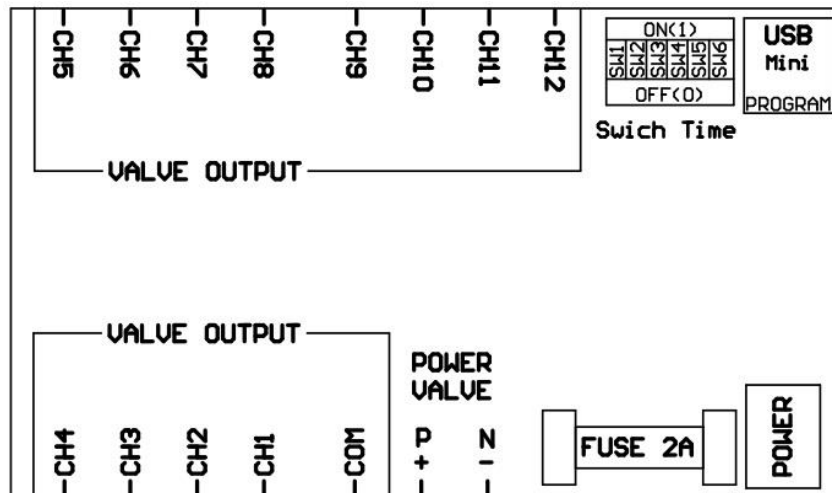 CH5
CH6
CH7
CH8
CH9
CH10
CH11
CH12
VALVE OUTPUT
ON(1)
SW1
SW2
SW3
SW4
SW5
SW6
OFF(0)
Swich Time
USB
Mini
PROGRAM
VALVE OUTPUT
CH4
CH3
CH2
CH1
COM
POWER
VALVE
P
+
N
-
FUSE 2A
POWER